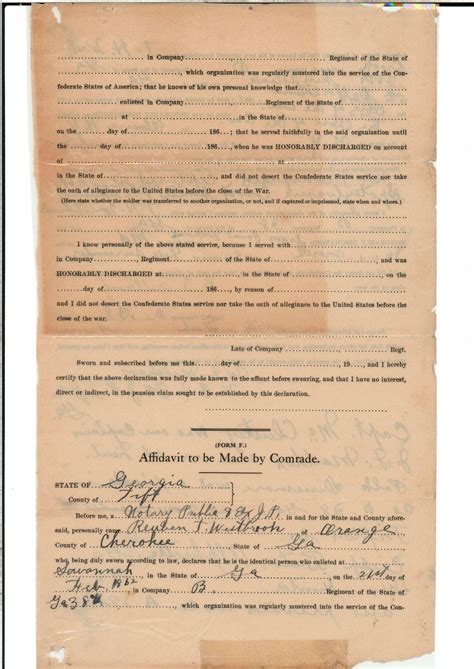 in Company Regiment of the State of
, which organization was regularly mustered into the service of the Con-
federate States of America; that he knows of his own personal knowledge that
enlisted in Company Regiment of the State of
at , in the State of
on the day of 186 ; that he served faithfully in the said organization until
the day of 186 , when he was HONORABLY DISCHARGED on account
of at
in the State of , and did not desert the Confederate States service nor take
the oath of allegiance to the United States before the close of the War.
(Here state whether the soldier was transferred to another organization, or not, and if captured or imprisoned, state when and where.)
I know personally of the above stated service, because I served with
in Company Regiment of the State of and was
HONORABLY DISCHARGED at , in the State of , on the
day of 186 , by reason of
and I did not desert the Confederate States service nor take the oath of allegiance to the United States before the
close of the war.
Late of Company Regt.
Sworn and subscribed before me this day of , 19 , and I hereby
certify that the above declaration was fully made known to the affiant before swearing, and that I have no interest,
direct or indirect, in the pension claim sought to be established by this declaration.
(FORM F.)
Affidavit to be Made by Comrade.
STATE OF Georgia
County of Tift
Before me, a Notary Public & Ex J.P., in and for the State and County afore-
said, personally came Reuben T. Westbrook of Orange
County of Cherokee State of Ga
who being duly sworn according to law, declares that he is the identical person who enlisted at
Savannah, in the State of Ga on the 21st day of
Feb. 1862 in Company B. Regiment of the State of
Ga 38th, which organization was regularly mustered into the service of the Con-